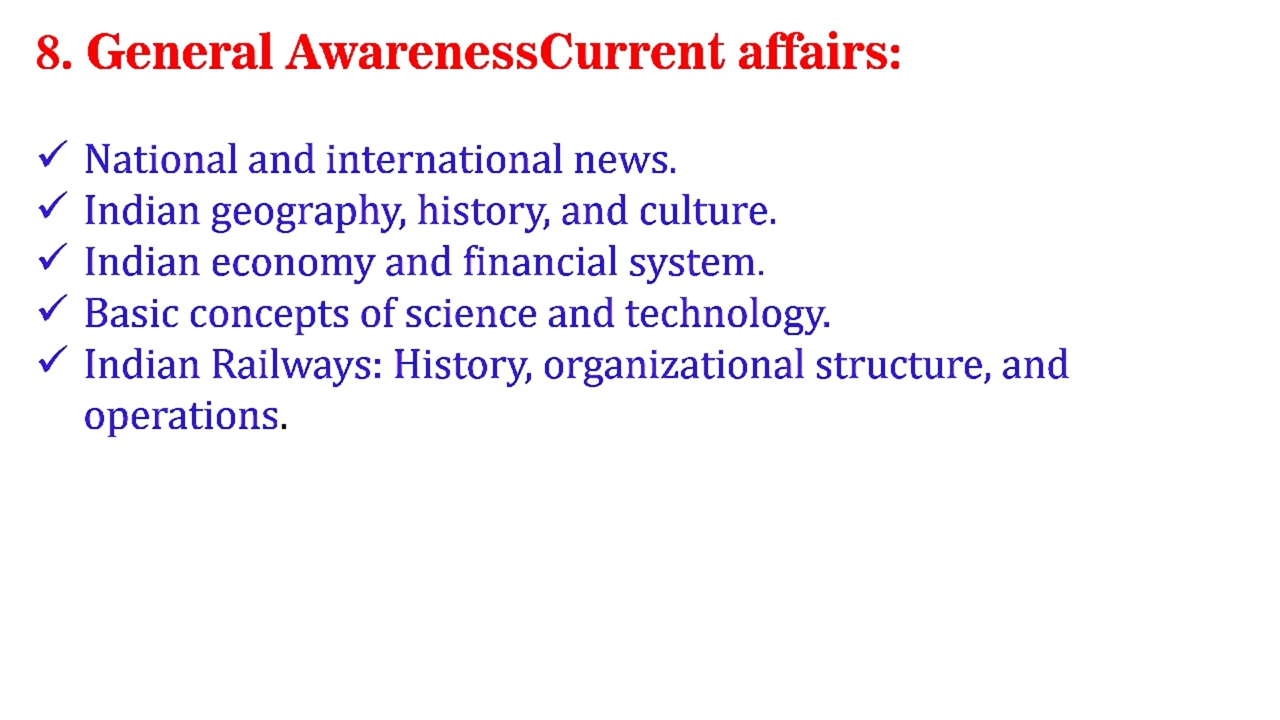 8. General AwarenessCurrent affairs:
✓ National and international news.
✓ Indian geography, history, and culture.
✓ Indian economy and financial system.
✓ Basic concepts of science and technology.
✓ Indian Railways: History, organizational structure, and
operations.